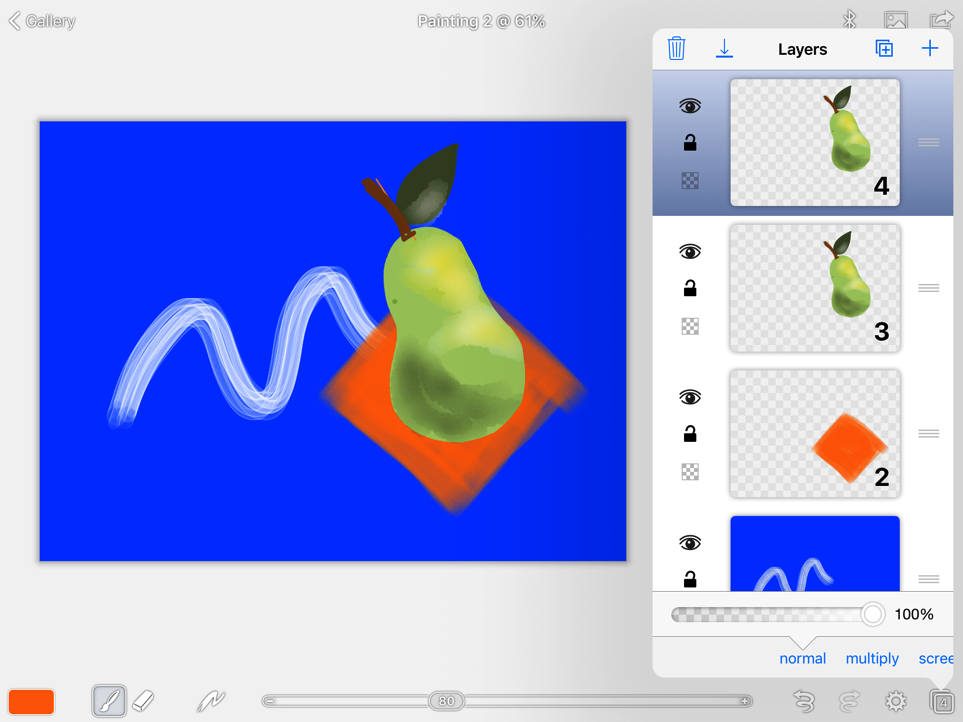 Gallery
Painting 2 @ 61%
Layers
4
3
2
100%
normal multiply scree
80
4